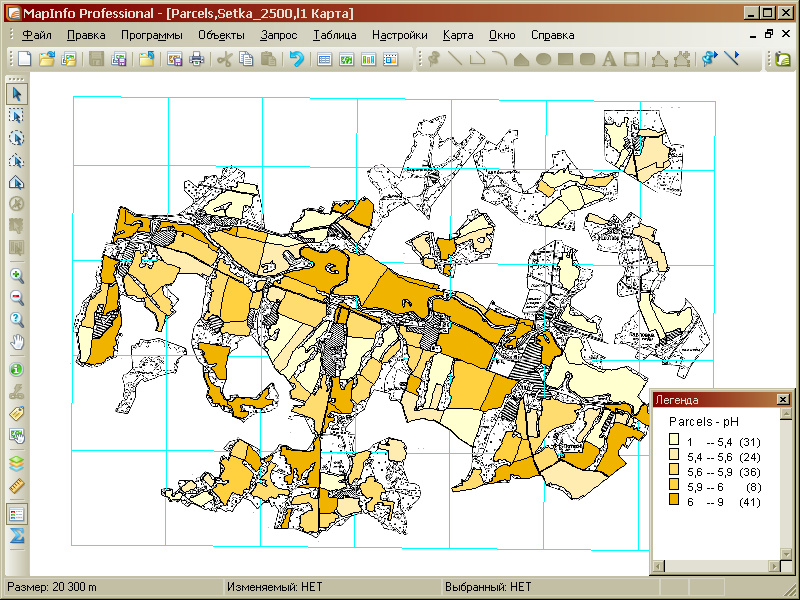 MapInfo Professional - [Parcels,Setka_2500,l1 Карта]
Файл Правка Программы Объекты Запрос Таблица Настройки Карта Окно Справка
Легенда
Parcels - pH
1 -- 5,4 (31)
5,4 -- 5,6 (24)
5,6 -- 5,9 (36)
5,9 -- 6 (8)
6 -- 9 (41)
Размер: 20 300 m Изменяемый: НЕТ Выбранный: НЕТ